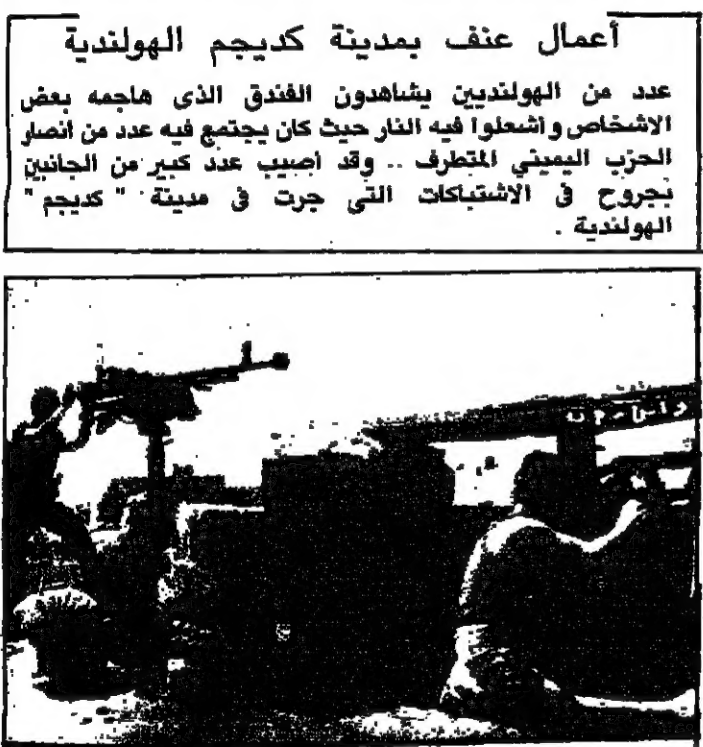 أعمال عنف بمدينة كديجم الهولندية
عدد من الهولنديين يشاهدون الفندق الذى هاجمه بعض
الاشخاص وأشعلوا فيه النار حيث كان يجتمع فيه عدد من أنصار
الحزب اليميني المتطرف .. وقد أصيب عدد كبير من الجانبين
بجروح فى الاشتباكات التى جرت فى مدينة " كديجم "
الهولندية .